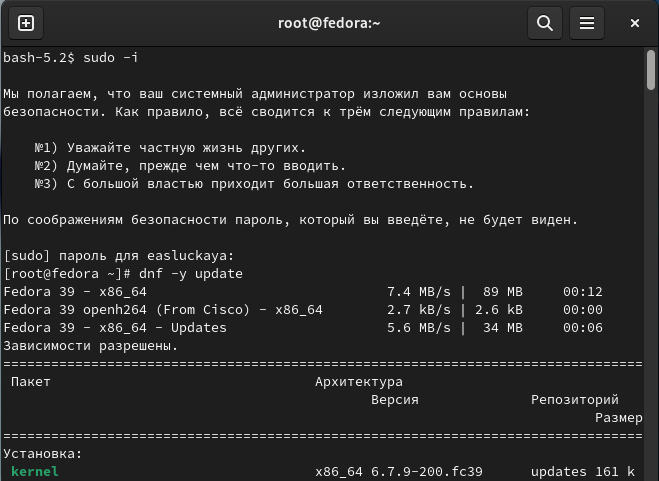 root@fedora:~
bash-5.2$ sudo -i
Мы полагаем, что ваш системный администратор изложил вам основы
безопасности. Как правило, всё сводится к трём следующим правилам:
№1) Уважайте частную жизнь других.
№2) Думайте, прежде чем что-то вводить.
№3) С большой властью приходит большая ответственность.
По соображениям безопасности пароль, который вы введёте, не будет виден.
[sudo] пароль для easluckaya:
[root@fedora ~]# dnf -y update
Fedora 39 - x86_64 7.4 MB/s | 89 MB 00:12
Fedora 39 openh264 (From Cisco) - x86_64 2.7 kB/s | 2.6 kB 00:00
Fedora 39 - x86_64 - Updates 5.6 MB/s | 34 MB 00:06
Зависимости разрешены.
================================================================================
Пакет Архитектура
Версия Репозиторий
Размер
================================================================================
Установка:
kernel x86_64 6.7.9-200.fc39 updates 161 k